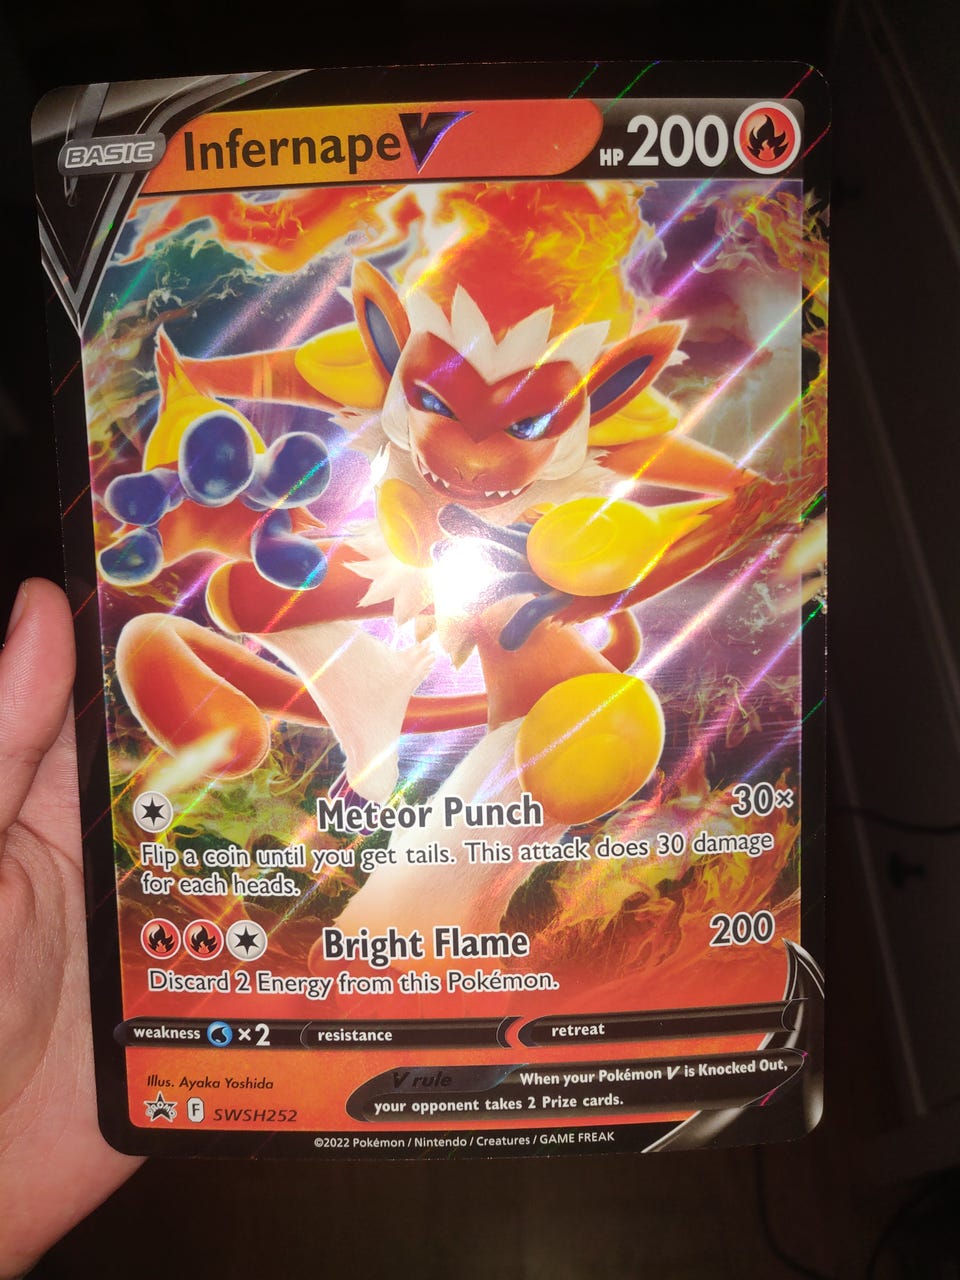 BASIC
Infernape V
HP 200
Meteor Punch 30×
Flip a coin until you get tails. This attack does 30 damage
for each heads.
Bright Flame 200
Discard 2 Energy from this Pokémon.
weakness ×2 resistance retreat
Illus. Ayaka Yoshida
V rule When your Pokémon V is Knocked Out,
your opponent takes 2 Prize cards.
F SWSH252
©2022 Pokémon / Nintendo / Creatures / GAME FREAK